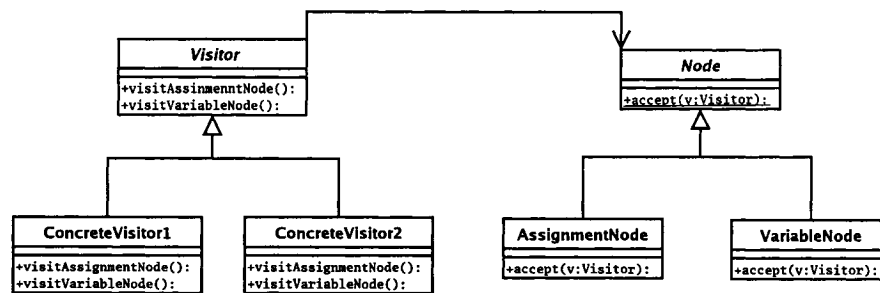 Visitor
+visitAssinmenntNode():
+visitVariableNode():
Node
+accept(v:Visitor):
ConcreteVisitor1
+visitAssignmentNode():
+visitVariableNode():
ConcreteVisitor2
+visitAssignmentNode():
+visitVariableNode():
AssignmentNode
+accept(v:Visitor):
VariableNode
+accept(v:Visitor):